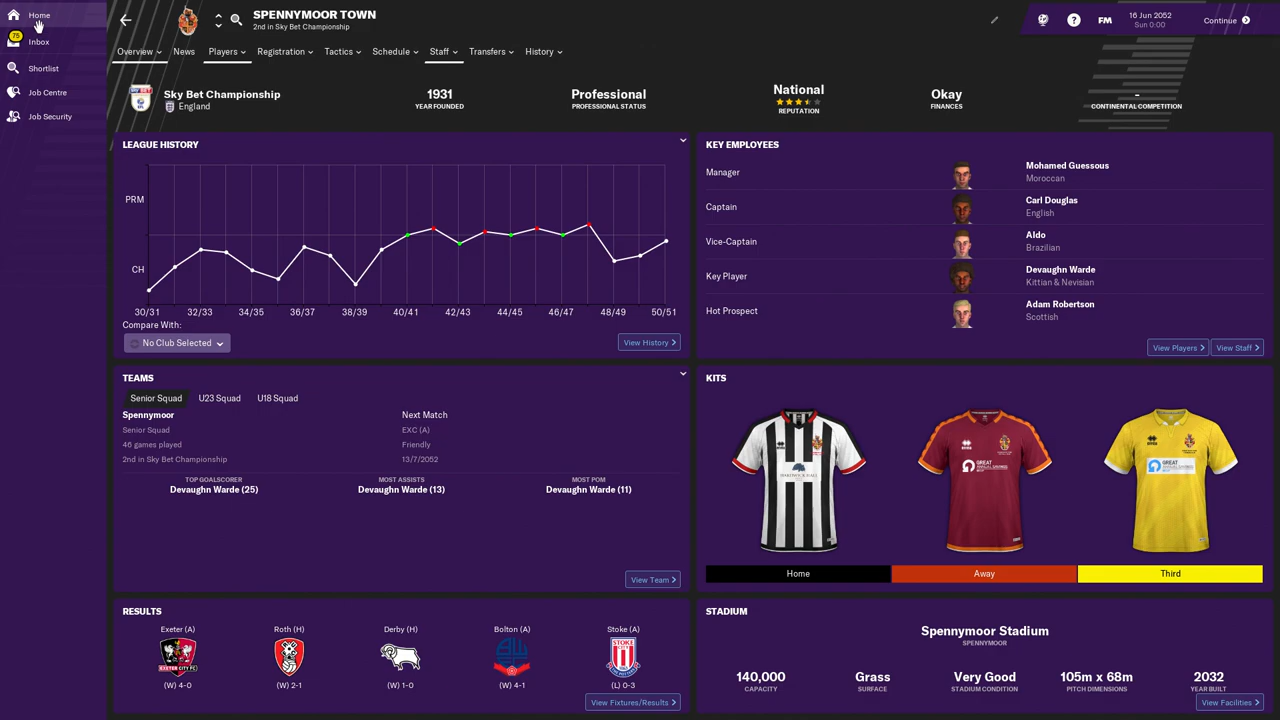 Home
75
Inbox
Shortlist
Job Centre
Job Security
SPENNYMOOR TOWN
2nd in Sky Bet Championship
16 Jun 2052
Sun 0:00
FM
Continue
Overview News Players Registration Tactics Schedule Staff Transfers History
Sky Bet Championship
England
1931
YEAR FOUNDED
Professional
PROFESSIONAL STATUS
National
REPUTATION
Okay
FINANCES
-
CONTINENTAL COMPETITION
LEAGUE HISTORY
PRM
CH
30/31 32/33 34/35 36/37 38/39 40/41 42/43 44/45 46/47 48/49 50/51
Compare With:
No Club Selected
View History
KEY EMPLOYEES
Manager
Mohamed Guessous
Moroccan
Captain
Carl Douglas
English
Vice-Captain
Aldo
Brazilian
Key Player
Devaughn Warde
Kittian & Nevisian
Hot Prospect
Adam Robertson
Scottish
View Players
View Staff
TEAMS
Senior Squad U23 Squad U18 Squad
Spennymoor
Senior Squad
46 games played
2nd in Sky Bet Championship
Next Match
EXC (A)
Friendly
13/7/2052
TOP GOALSCORER
Devaughn Warde (25)
MOST ASSISTS
Devaughn Warde (13)
MOST POM
Devaughn Warde (11)
View Team
KITS
GREAT
GREAT
Home
Away
Third
RESULTS
Exeter (A) Roth (H) Derby (H) Bolton (A) Stoke (A)
STOKE
CITY
(W) 4-0 (W) 2-1 (W) 1-0 (W) 4-1 (L) 0-3
View Fixtures/Results
STADIUM
Spennymoor Stadium
SPENNYMOOR
140,000
CAPACITY
Grass
SURFACE
Very Good
STADIUM CONDITION
105m x 68m
PITCH DIMENSIONS
2032
YEAR BUILT
View Facilities